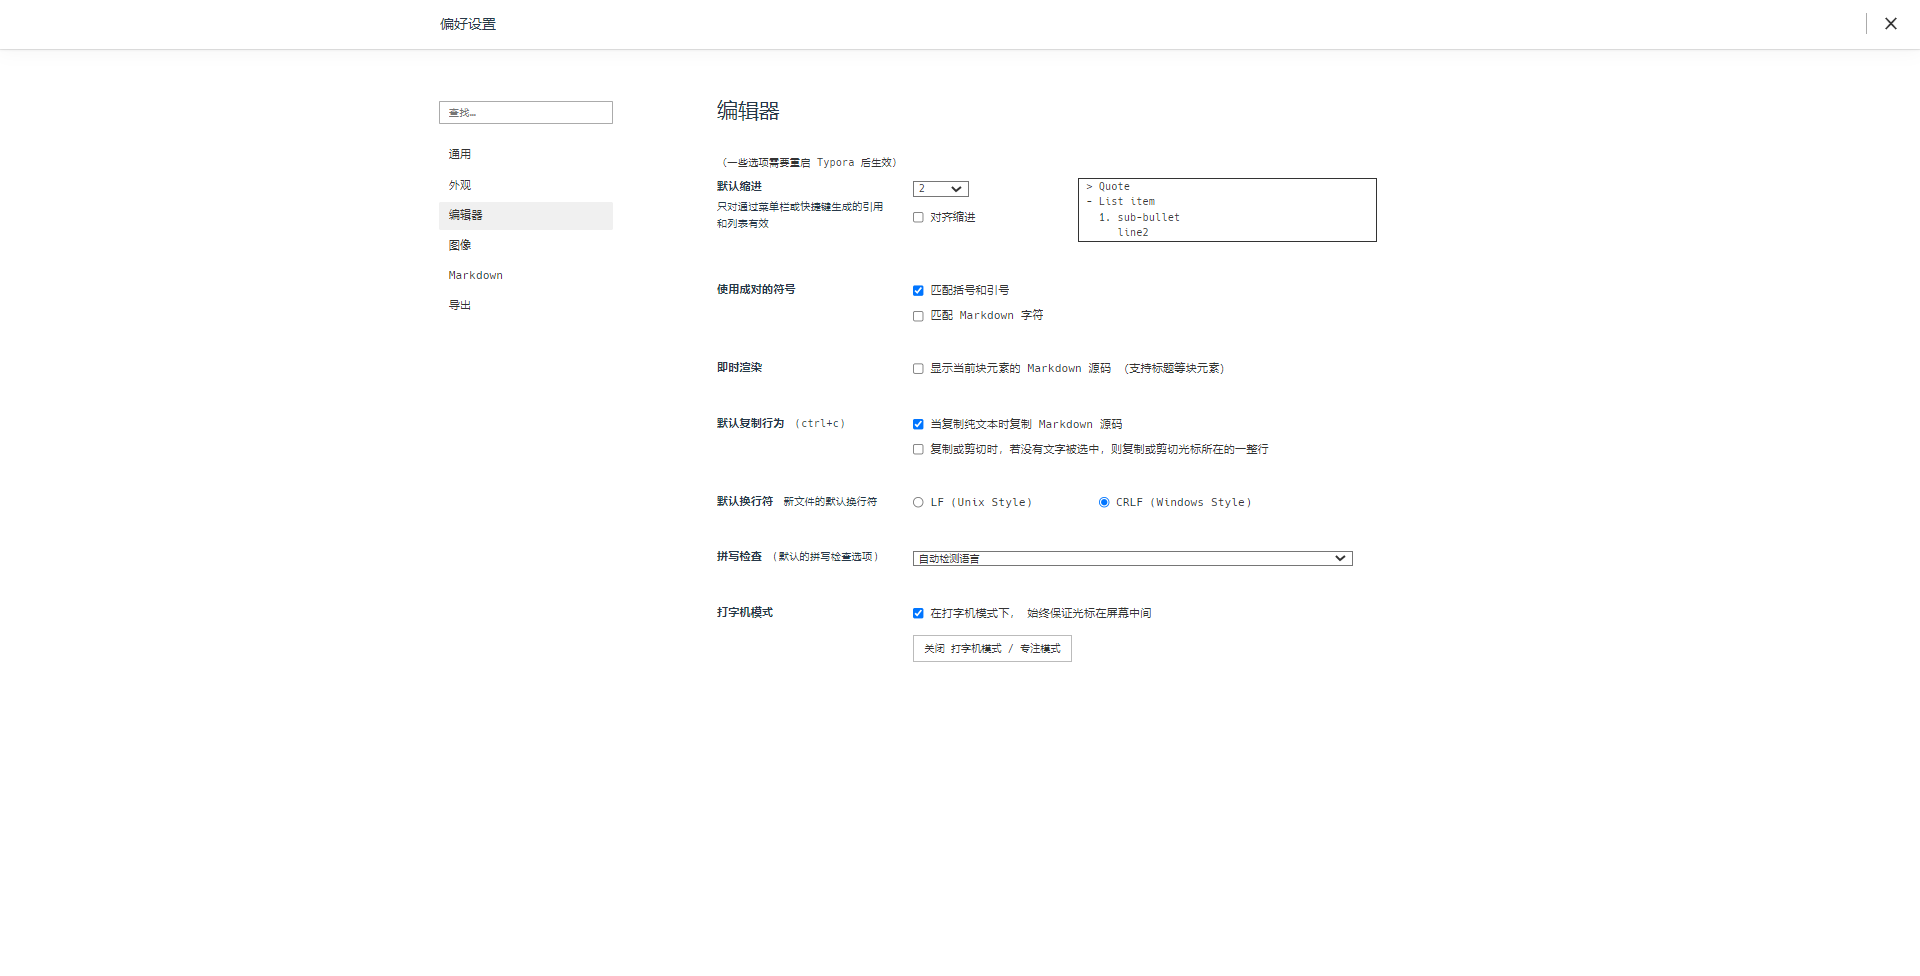 偏好设置
查找…
通用
外观
编辑器
图像
Markdown
导出
编辑器
（一些选项需要重启 Typora 后生效）
默认缩进
只对通过菜单栏或快捷键生成的引用
和列表有效
2
对齐缩进
> Quote
- List item
1. sub-bullet
line2
使用成对的符号
匹配括号和引号
匹配 Markdown 字符
即时渲染
显示当前块元素的 Markdown 源码 （支持标题等块元素）
默认复制行为 （ctrl+c）
当复制纯文本时复制 Markdown 源码
复制或剪切时，若没有文字被选中，则复制或剪切光标所在的一整行
默认换行符 新文件的默认换行符
LF (Unix Style)
CRLF (Windows Style)
拼写检查 （默认的拼写检查选项）
自动检测语言
打字机模式
在打字机模式下， 始终保证光标在屏幕中间
关闭 打字机模式 / 专注模式